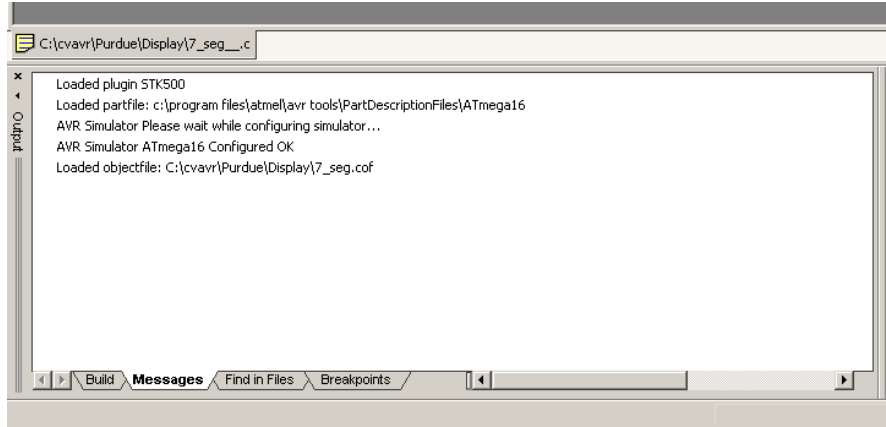 C:\cvavr\Purdue\Display\7_seg__.c
Output
Loaded plugin STK500
Loaded partfile: c:\program files\atmel\avr tools\PartDescriptionFiles\ATmega16
AVR Simulator Please wait while configuring simulator...
AVR Simulator ATmega16 Configured OK
Loaded objectfile: C:\cvavr\Purdue\Display\7_seg.cof
Build Messages Find in Files Breakpoints